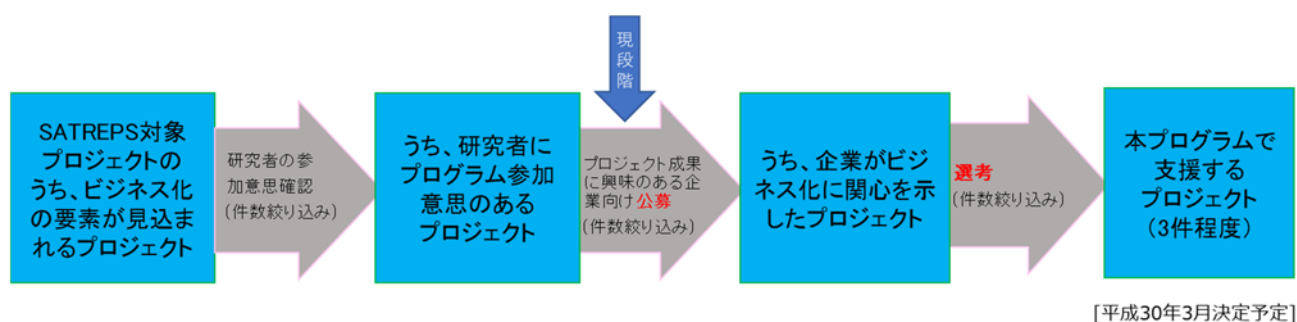 現
段
階
SATREPS対象
プロジェクトの
うち、ビジネス化
の要素が見込ま
れるプロジェクト
研究者の参
加意思確認
(件数絞り込み)
うち、研究者に
プログラム参加
意思のある
プロジェクト
プロジェクト成果
に興味のある企
業向け公募
(件数絞り込み)
うち、企業がビジ
ネス化に関心を示
したプロジェクト
選考
(件数絞り込み)
本プログラムで
支援する
プロジェクト
(3件程度)
[平成30年3月決定予定]